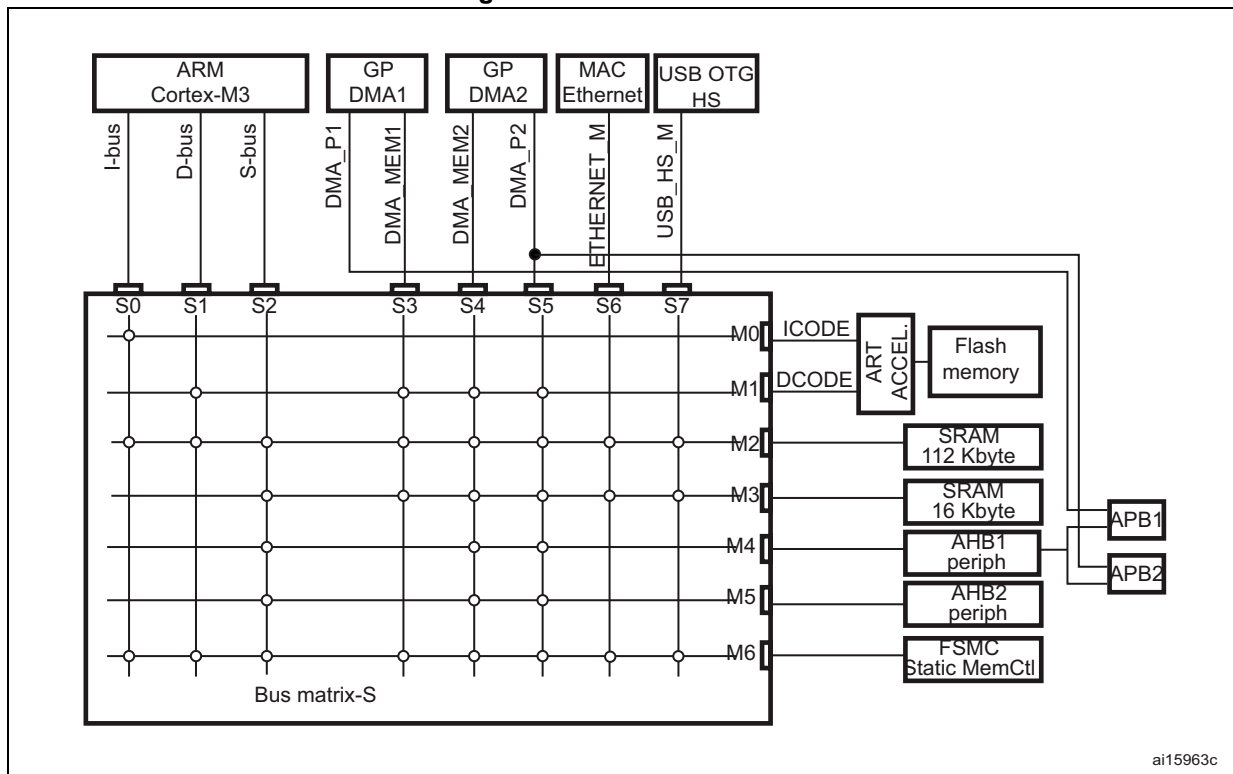 ARM
Cortex-M3
GP
DMA1
GP
DMA2
MAC
Ethernet
USB OTG
HS
I-bus
D-bus
S-bus
DMA_P1
DMA_MEM1
DMA_MEM2
DMA_P2
ETHERNET_M
USB_HS_M
S0
S1
S2
S3
S4
S5
S6
S7
M0
ICODE
M1
DCODE
ART
ACCEL.
Flash
memory
M2
SRAM
112 Kbyte
M3
SRAM
16 Kbyte
M4
AHB1
periph
APB1
M5
AHB2
periph
APB2
M6
FSMC
Static MemCtl
Bus matrix-S
ai15963c